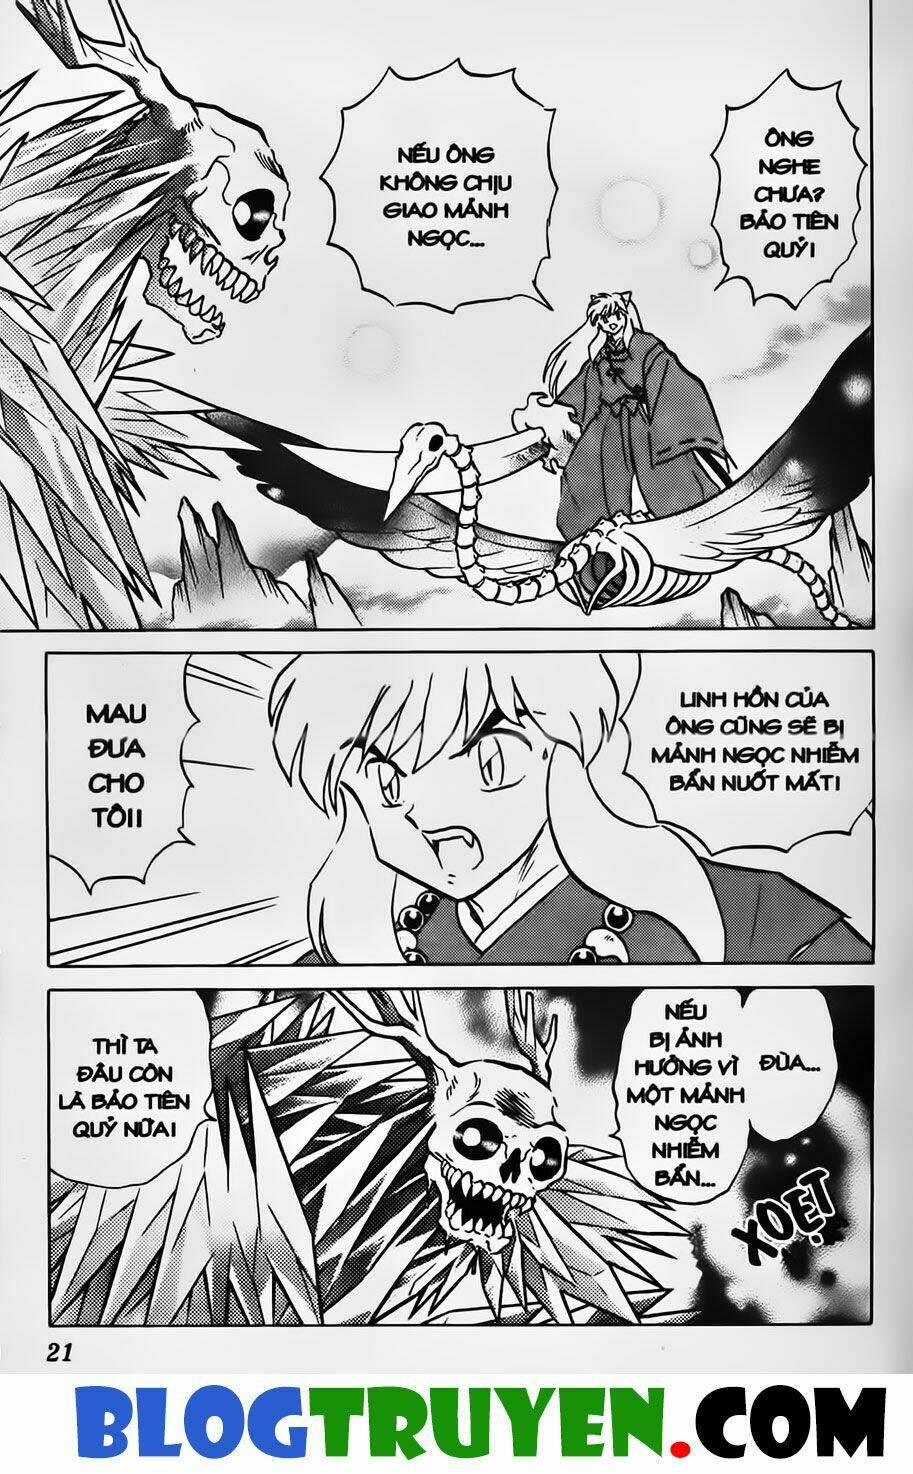 ÔNG
NGHE
CHƯA?
BẢO TIÊN
QUỶ!
NẾU ÔNG
KHÔNG CHỊU
GIAO MẢNH
NGỌC...
LINH HỒN CỦA
ÔNG CŨNG SẼ BỊ
MẢNH NGỌC NHIỄM
BẨN NUỐT MẤT!
MAU
ĐƯA
CHO
TÔI!
ĐÙA...
NẾU
BỊ ẢNH
HƯỞNG VÌ
MỘT MẢNH
NGỌC
NHIỄM
BẨN...
XOẸT
THÌ TA
ĐÂU CÒN
LÀ BẢO TIÊN
QUỶ NỮA!
21
BLOGTRUYEN.COM